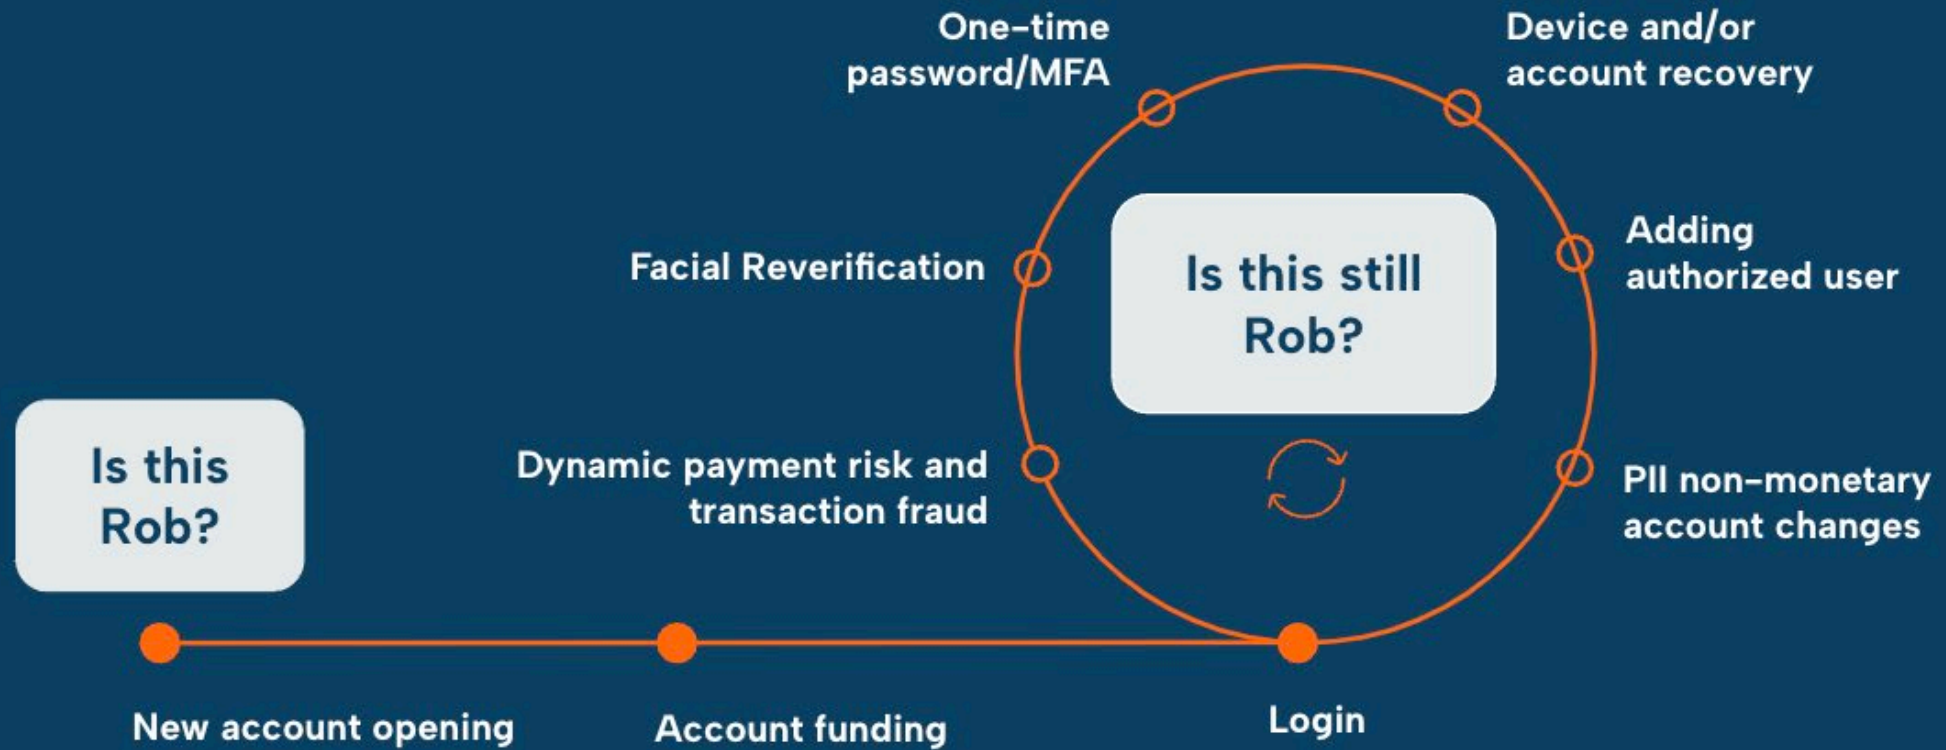 One-time
password/MFA
Device and/or
account recovery
Facial Reverification
Is this still
Rob?
Adding
authorized user
Is this
Rob?
Dynamic payment risk and
transaction fraud
PII non-monetary
account changes
New account opening
Account funding
Login